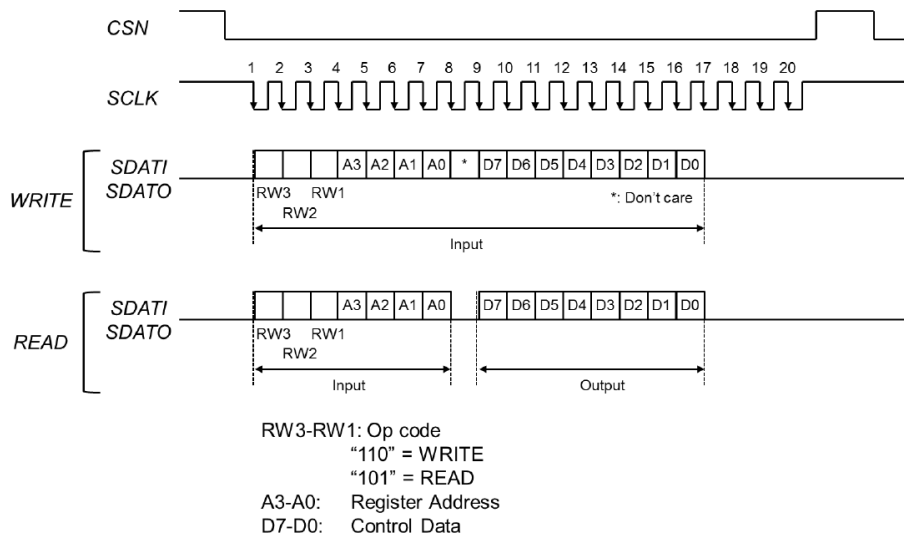 CSN
1 2 3 4 5 6 7 8 9 10 11 12 13 14 15 16 17 18 19 20
SCLK
WRITE
SDATI
SDATO
A3 A2 A1 A0 * D7 D6 D5 D4 D3 D2 D1 D0
RW3 RW1
RW2
*: Don't care
Input
READ
SDATI
SDATO
A3 A2 A1 A0 D7 D6 D5 D4 D3 D2 D1 D0
RW3 RW1
RW2
Input Output
RW3-RW1: Op code
“110” = WRITE
“101” = READ
A3-A0: Register Address
D7-D0: Control Data